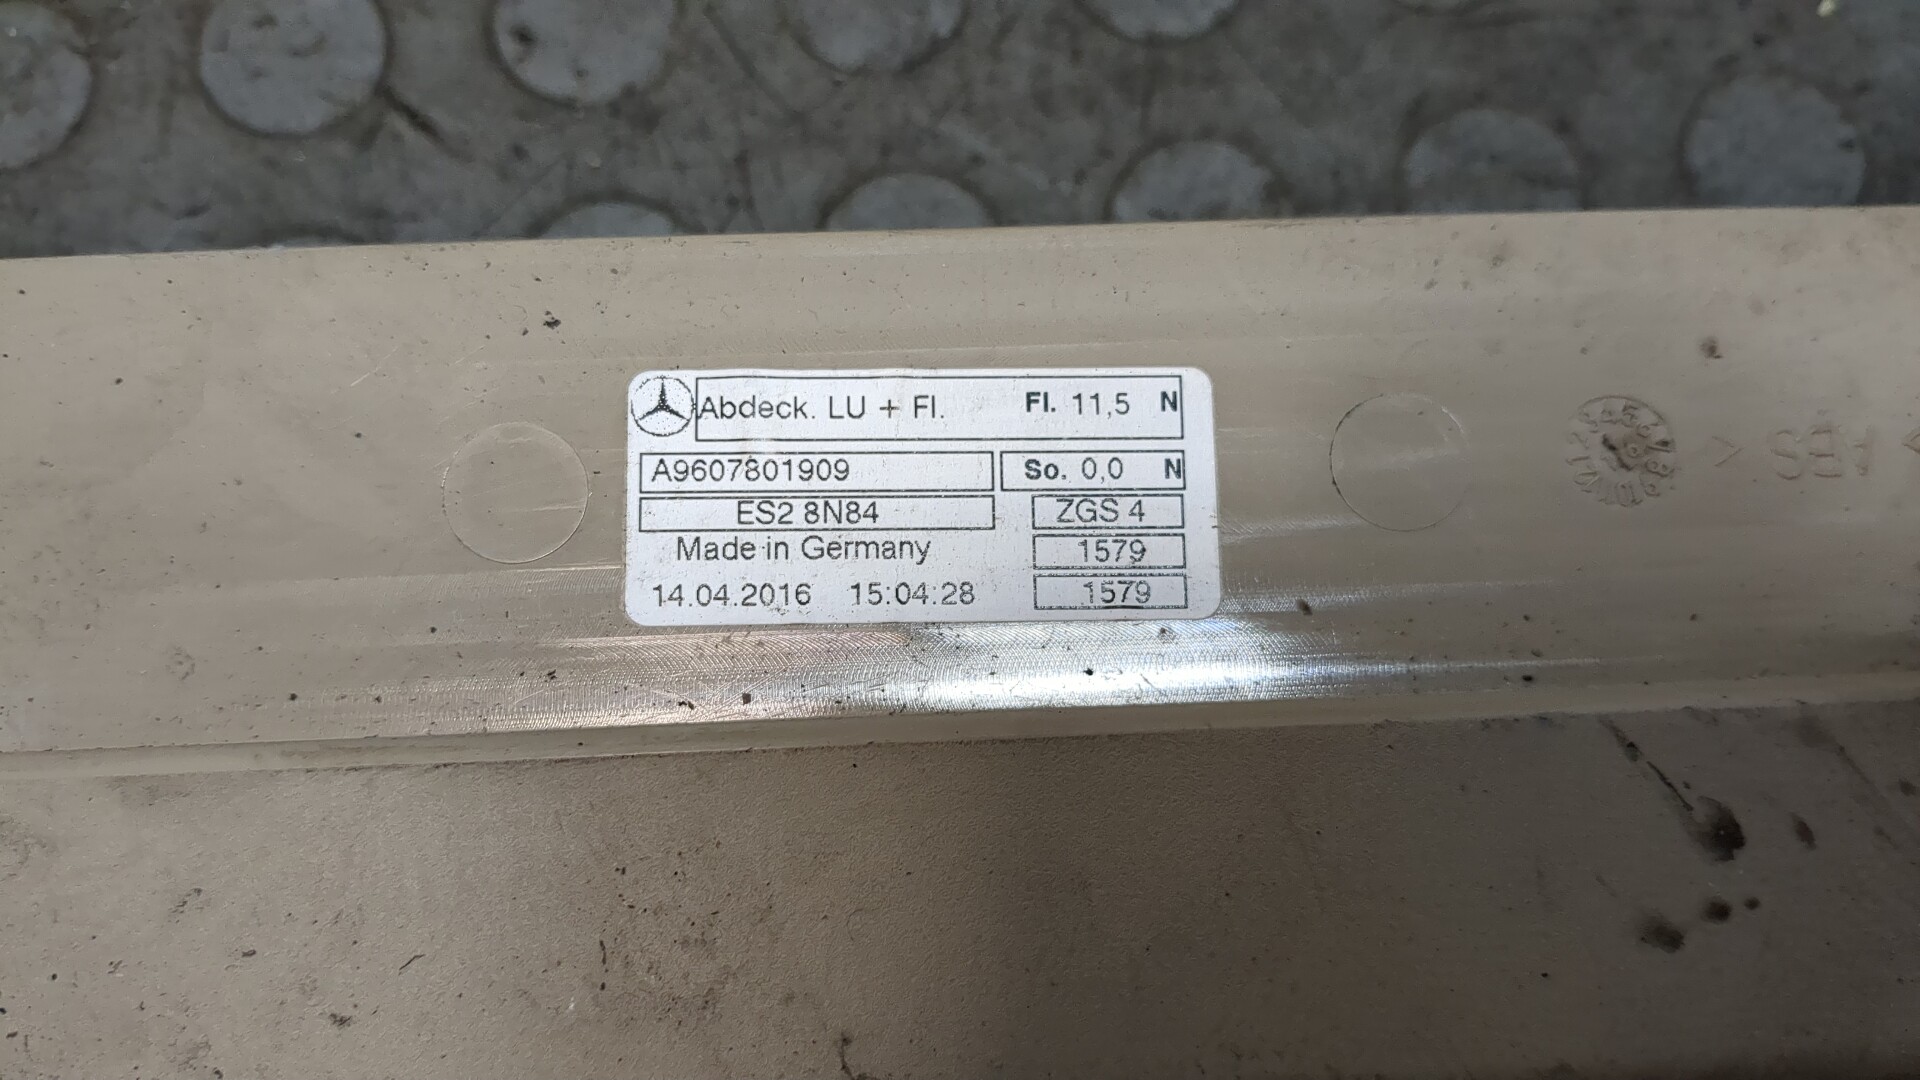 Abdeck. LU + Fl. Fl. 11,5 N
A9607801909 So. 0,0 N
ES2 8N84 ZGS 4
Made in Germany 1579
14.04.2016 15:04:28 1579